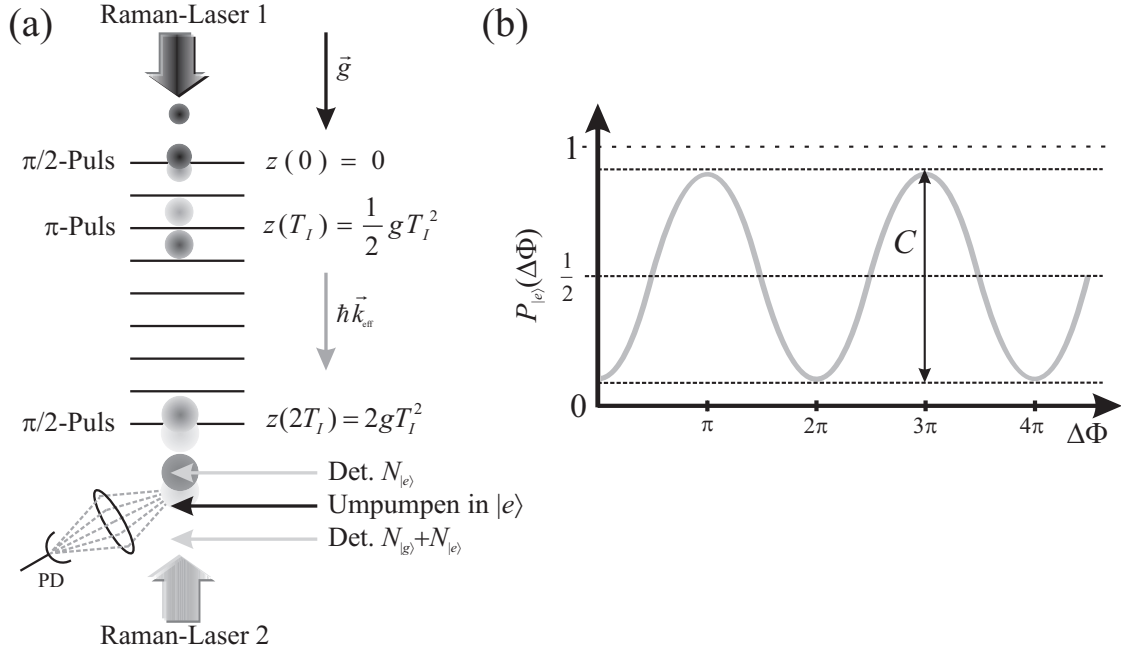 (a)
Raman-Laser 1
g⃗
π/2-Puls
z(0) = 0
π-Puls
z(T_I) = 1/2 gT_I^2
ħk⃗_eff
π/2-Puls
z(2T_I) = 2gT_I^2
Det. N_|e⟩
Umpumpen in |e⟩
Det. N_|g⟩+N_|e⟩
PD
Raman-Laser 2
(b)
P_|e⟩(ΔΦ)
1
1/2
0
C
π
2π
3π
4π
ΔΦ